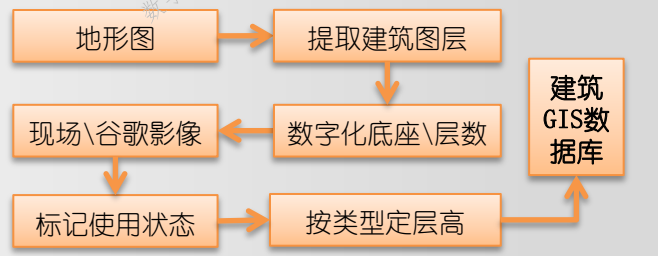 地形图
提取建筑图层
数字化底座\层数
现场\谷歌影像
标记使用状态
按类型定层高
建筑
GIS数
据库